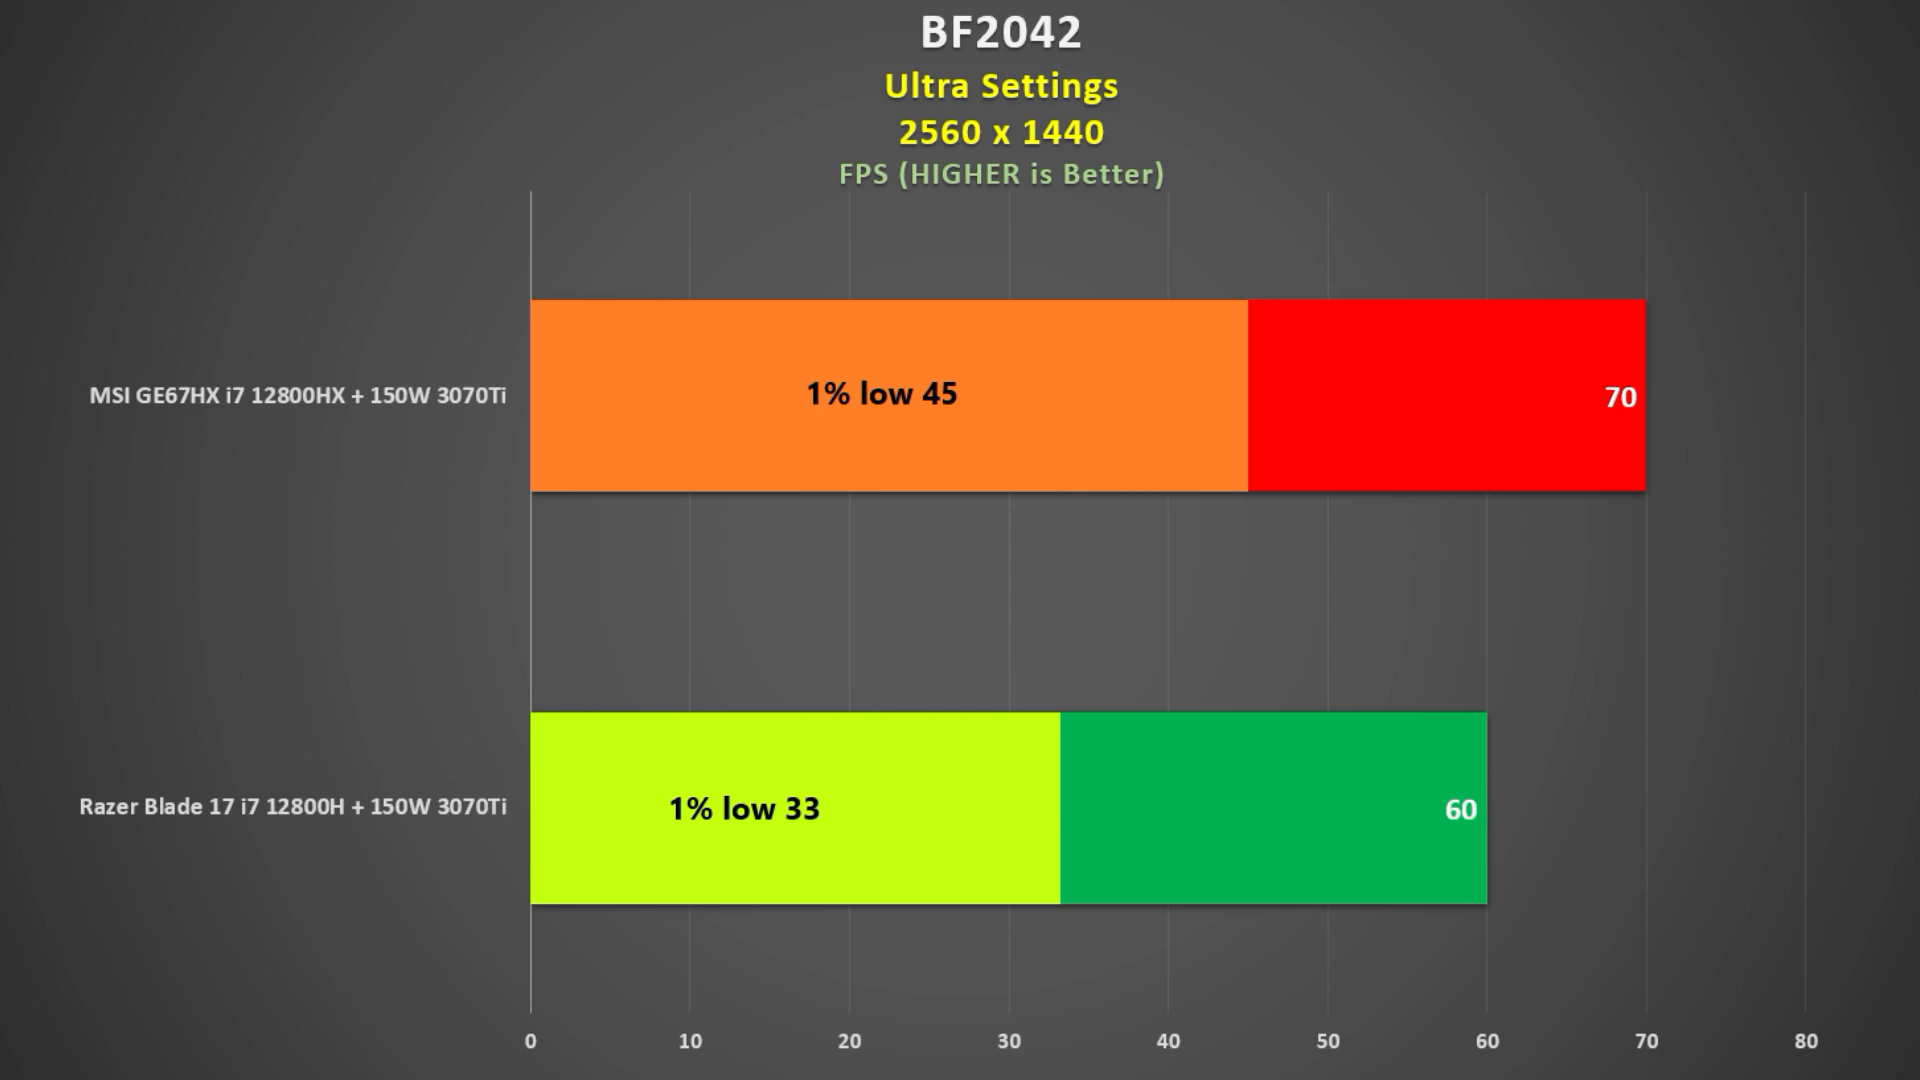 BF2042
Ultra Settings
2560 x 1440
FPS (HIGHER is Better)
MSI GE67HX i7 12800HX + 150W 3070Ti
1% low 45
70
Razer Blade 17 i7 12800H + 150W 3070Ti
1% low 33
60
0 10 20 30 40 50 60 70 80